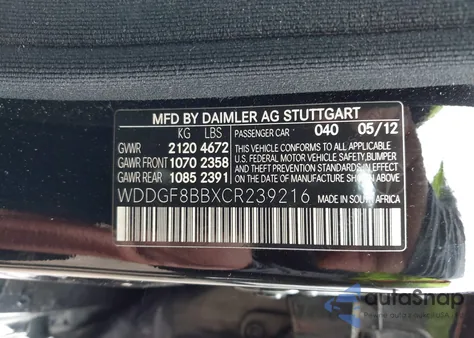 MFD BY DAIMLER AG STUTTGART
KG LBS PASSENGER CAR 040 05/12
GVWR 2120 4672 THIS VEHICLE CONFORMS TO ALL APPLICABLE
GAWR FRONT 1070 2358 U.S. FEDERAL MOTOR VEHICLE SAFETY, BUMPER
GAWR REAR 1085 2391 AND THEFT PREVENTION STANDARDS IN EFFECT
ON THE DATE OF MANUFACTURE SHOWN ABOVE.
WDDGF8BBXCR239216 MADE IN SOUTH AFRICA
autoSnap